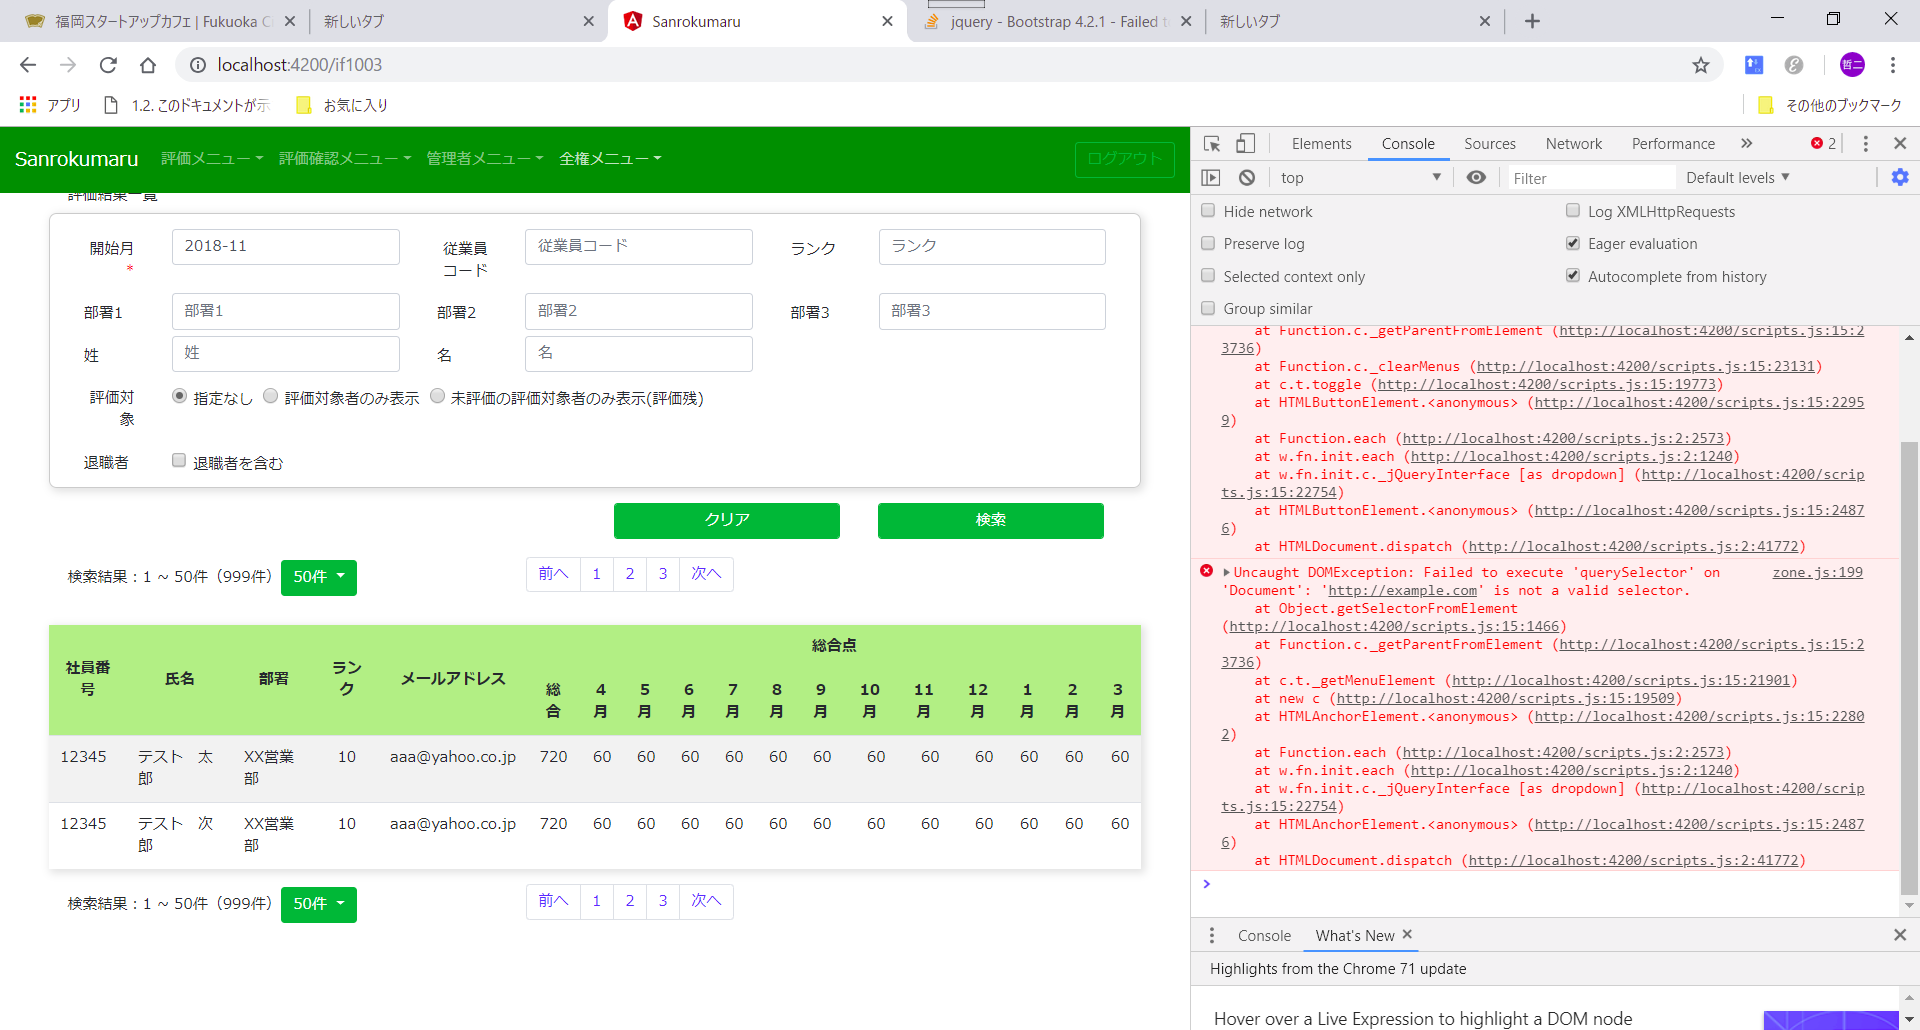 福岡スタートアップカフェ | Fukuoka C
新しいタブ
Sanrokumaru
jquery - Bootstrap 4.2.1 - Failed t
新しいタブ
localhost:4200/if1003
哲二
アプリ
1.2. このドキュメントが示
お気に入り
その他のブックマーク
Sanrokumaru 評価メニュー 評価確認メニュー 管理者メニュー 全権メニュー ログアウト
評価結果一覧
開始月 * 2018-11
従業員コード 従業員コード
ランク ランク
部署1 部署1
部署2 部署2
部署3 部署3
姓 姓
名 名
評価対象 指定なし 評価対象者のみ表示 未評価の評価対象者のみ表示(評価残)
退職者 退職者を含む
クリア 検索
検索結果：1 ~ 50件（999件） 50件 前へ 1 2 3 次へ
総合点
社員番号 氏名 部署 ランク メールアドレス 総合 4月 5月 6月 7月 8月 9月 10月 11月 12月 1月 2月 3月
12345 テスト　太郎 XX営業部 10 aaa@yahoo.co.jp 720 60 60 60 60 60 60 60 60 60 60 60 60
12345 テスト　次郎 XX営業部 10 aaa@yahoo.co.jp 720 60 60 60 60 60 60 60 60 60 60 60 60
検索結果：1 ~ 50件（999件） 50件 前へ 1 2 3 次へ
Elements Console Sources Network Performance » 2
top Filter Default levels
Hide network
Log XMLHttpRequests
Preserve log
Eager evaluation
Selected context only
Autocomplete from history
Group similar
at Function.c._getParentFromElement (http://localhost:4200/scripts.js:15:2
3736)
at Function.c._clearMenus (http://localhost:4200/scripts.js:15:23131)
at c.t.toggle (http://localhost:4200/scripts.js:15:19773)
at HTMLButtonElement.<anonymous> (http://localhost:4200/scripts.js:15:2295
9)
at Function.each (http://localhost:4200/scripts.js:2:2573)
at w.fn.init.each (http://localhost:4200/scripts.js:2:1240)
at w.fn.init.c._jQueryInterface [as dropdown] (http://localhost:4200/scrip
ts.js:15:22754)
at HTMLButtonElement.<anonymous> (http://localhost:4200/scripts.js:15:2487
6)
at HTMLDocument.dispatch (http://localhost:4200/scripts.js:2:41772)
Uncaught DOMException: Failed to execute 'querySelector' on zone.js:199
'Document': 'http://example.com' is not a valid selector.
at Object.getSelectorFromElement
(http://localhost:4200/scripts.js:15:1466)
at Function.c._getParentFromElement (http://localhost:4200/scripts.js:15:2
3736)
at c.t._getMenuElement (http://localhost:4200/scripts.js:15:21901)
at new c (http://localhost:4200/scripts.js:15:19509)
at HTMLAnchorElement.<anonymous> (http://localhost:4200/scripts.js:15:2280
2)
at Function.each (http://localhost:4200/scripts.js:2:2573)
at w.fn.init.each (http://localhost:4200/scripts.js:2:1240)
at w.fn.init.c._jQueryInterface [as dropdown] (http://localhost:4200/scrip
ts.js:15:22754)
at HTMLAnchorElement.<anonymous> (http://localhost:4200/scripts.js:15:2487
6)
at HTMLDocument.dispatch (http://localhost:4200/scripts.js:2:41772)
Console What's New
Highlights from the Chrome 71 update
Hover over a Live Expression to highlight a DOM node